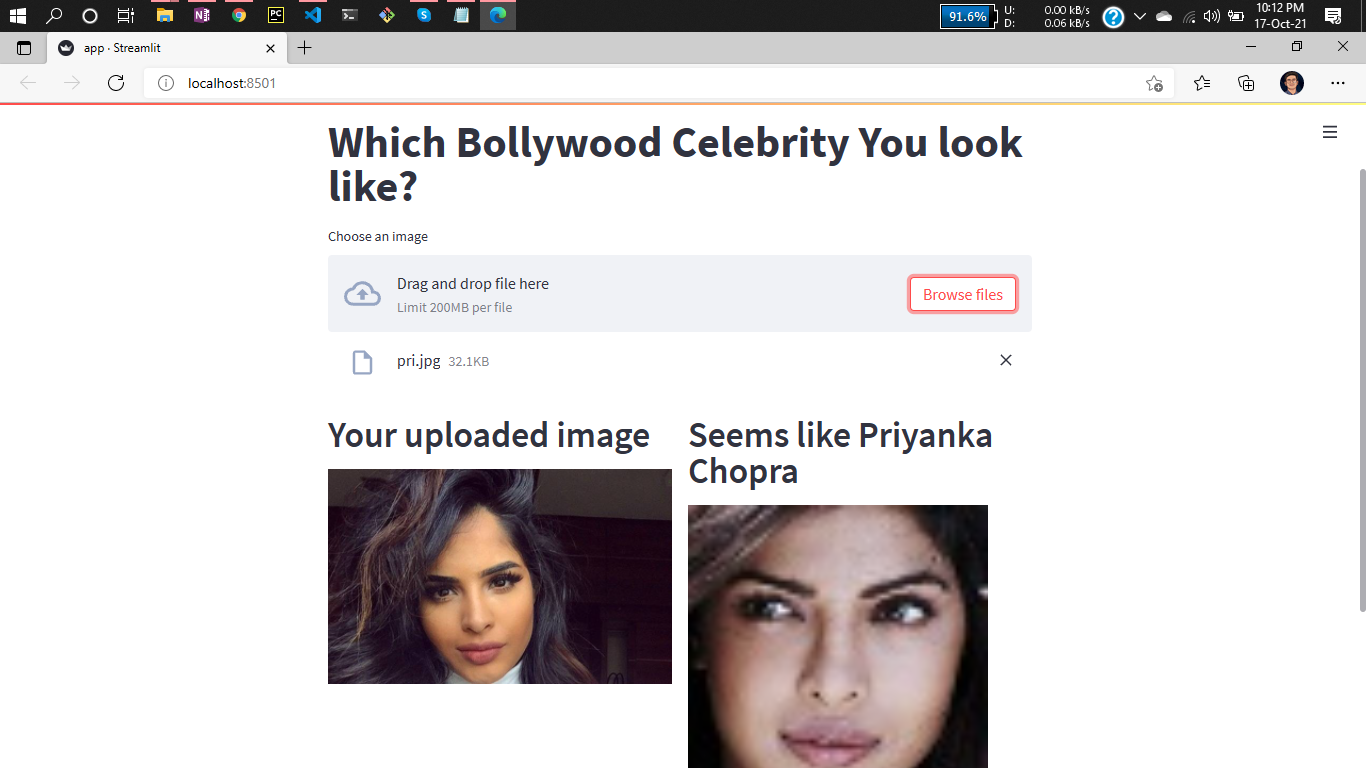 91.6%
U: 0.00 kB/s
D: 0.06 kB/s
10:12 PM
17-Oct-21
app · Streamlit
localhost:8501
Which Bollywood Celebrity You look
like?
Choose an image
Drag and drop file here
Limit 200MB per file
Browse files
pri.jpg 32.1KB
Your uploaded image
Seems like Priyanka
Chopra